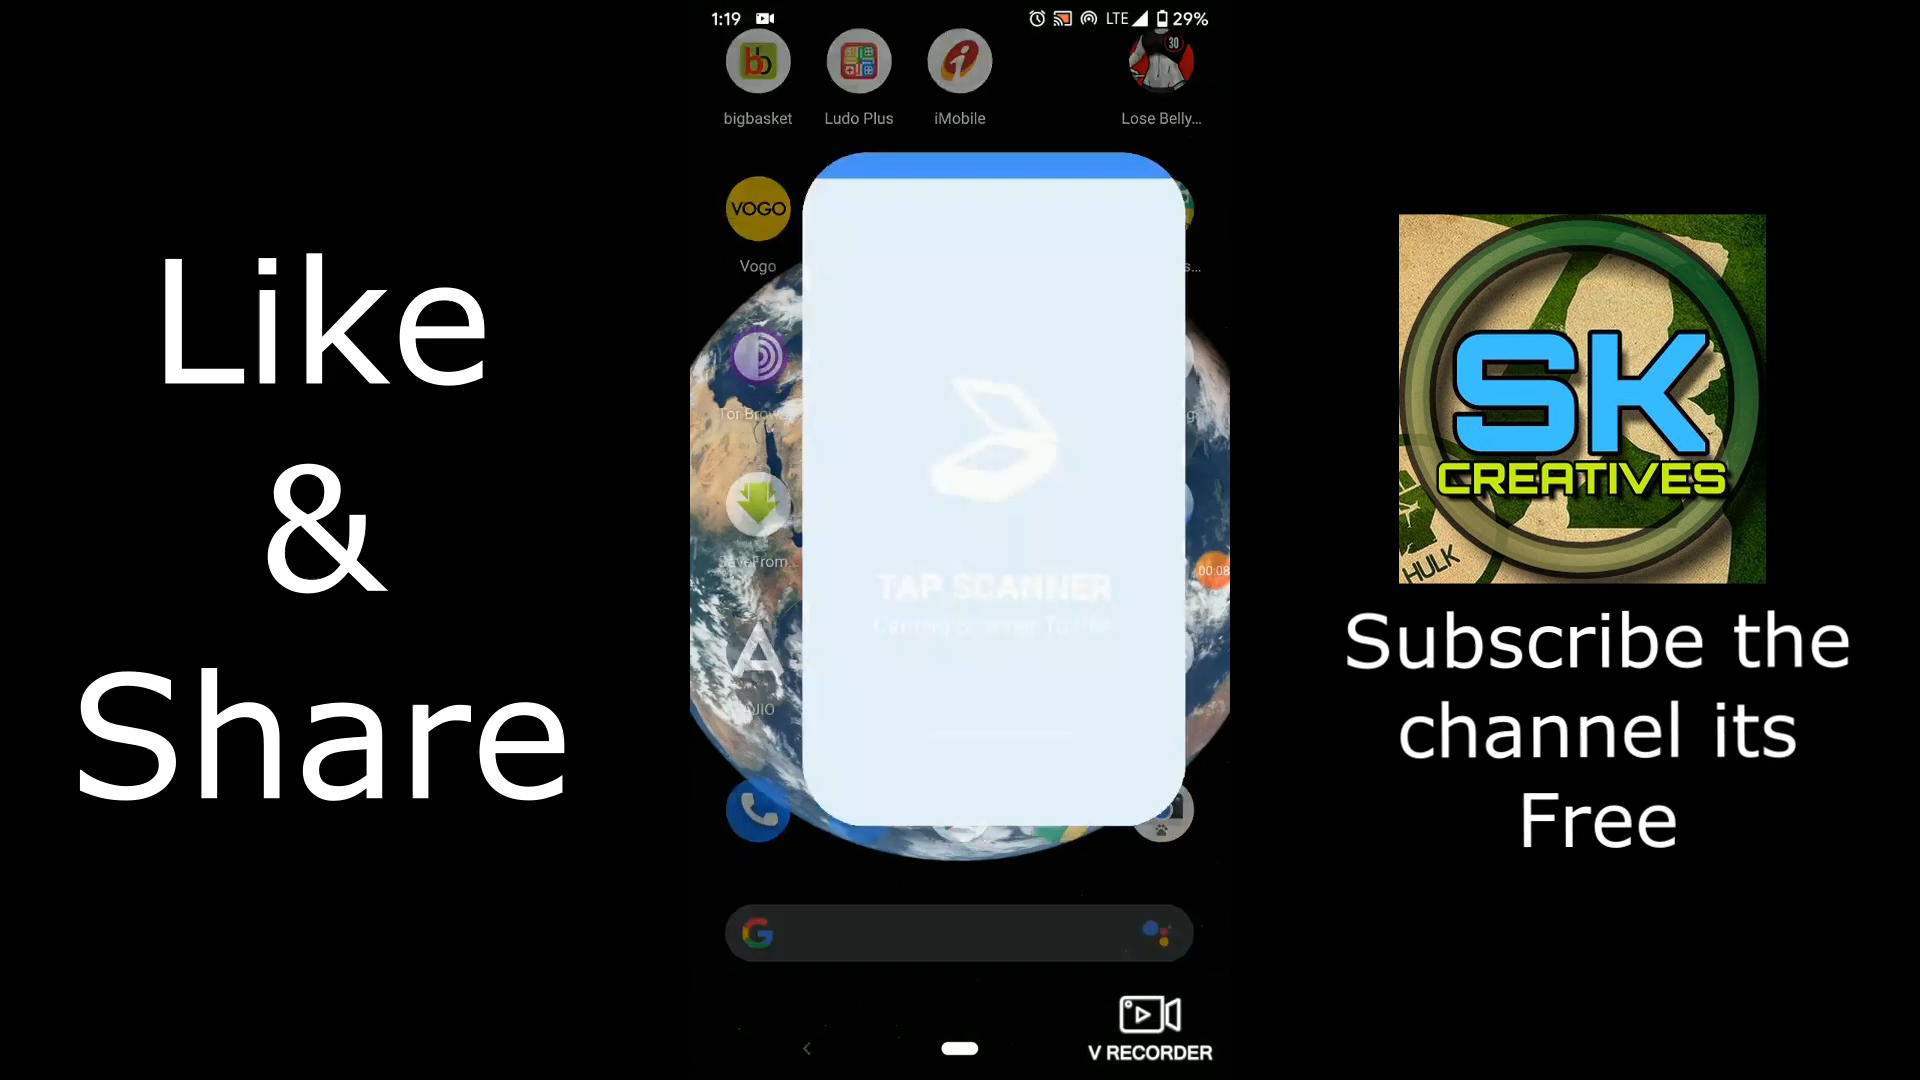 1:19
LTE
29%
30
bigbasket
Ludo Plus
iMobile
Lose Belly...
VOGO
Vogo
Like
&
Share
TAP SCANNER
00:08
SK
CREATIVES
HULK
Subscribe the
channel its
Free
V RECORDER